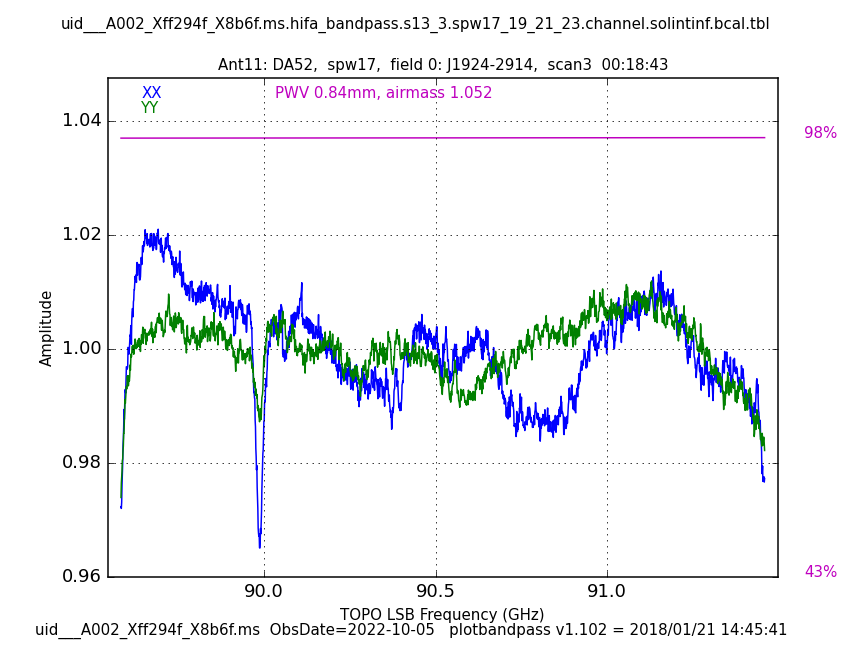 uid___A002_Xff294f_X8b6f.ms.hifa_bandpass.s13_3.spw17_19_21_23.channel.solintinf.bcal.tbl
Ant11: DA52,  spw17,  field 0: J1924-2914,  scan3  00:18:43
XX
PWV 0.84mm, airmass 1.052
YY
1.04
98%
1.02
Amplitude
1.00
0.98
0.96
43%
90.0
90.5
91.0
TOPO LSB Frequency (GHz)
uid___A002_Xff294f_X8b6f.ms  ObsDate=2022-10-05   plotbandpass v1.102 = 2018/01/21 14:45:41